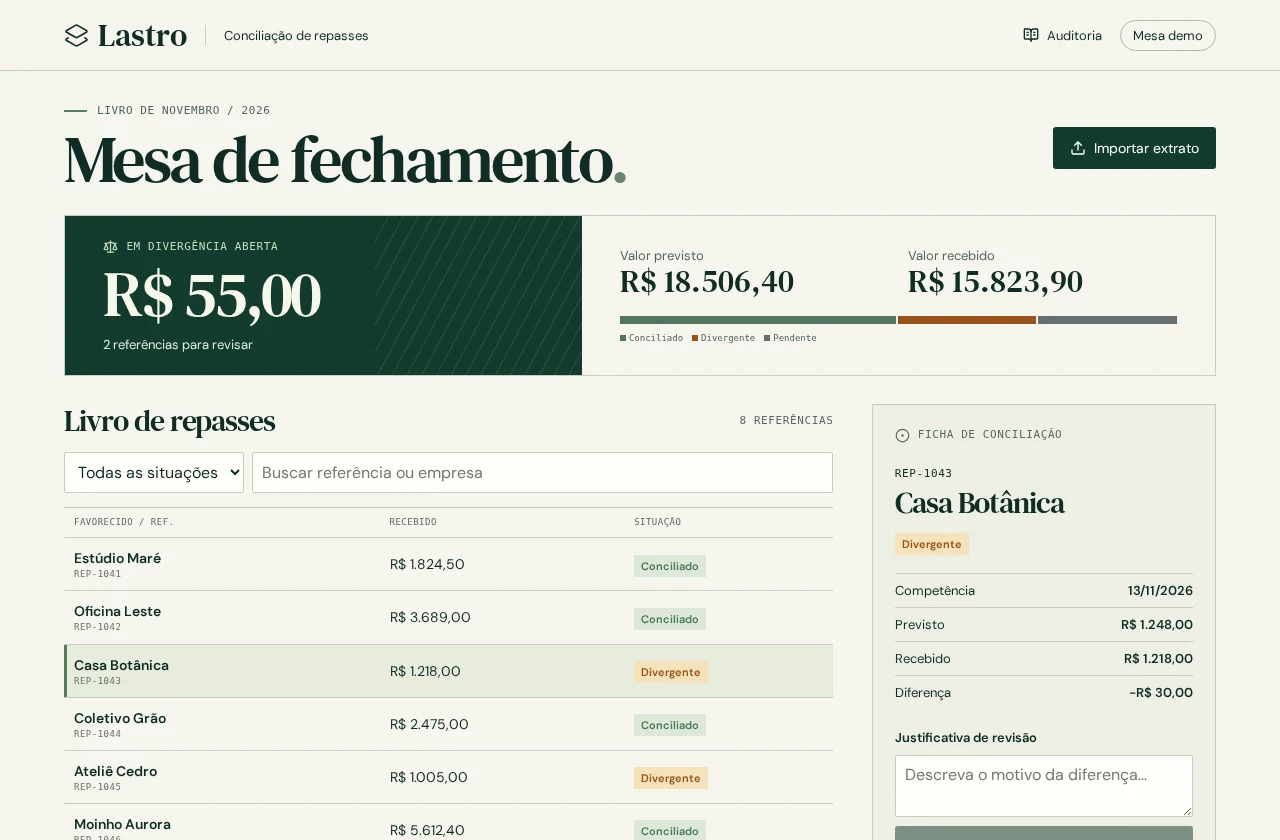 Lastro
Conciliação de repasses
Auditoria
Mesa demo
LIVRO DE NOVEMBRO / 2026
Mesa de fechamento.
Importar extrato
EM DIVERGÊNCIA ABERTA
R$ 55,00
2 referências para revisar
Valor previsto
R$ 18.506,40
Valor recebido
R$ 15.823,90
Conciliado Divergente Pendente
Livro de repasses
8 REFERÊNCIAS
Todas as situações
Buscar referência ou empresa
FAVORECIDO / REF. RECEBIDO SITUAÇÃO
Estúdio Maré
REP-1041
R$ 1.824,50
Conciliado
Oficina Leste
REP-1042
R$ 3.689,00
Conciliado
Casa Botânica
REP-1043
R$ 1.218,00
Divergente
Coletivo Grão
REP-1044
R$ 2.475,00
Conciliado
Ateliê Cedro
REP-1045
R$ 1.005,00
Divergente
Moinho Aurora
REP-1046
R$ 5.612,40
Conciliado
FICHA DE CONCILIAÇÃO
REP-1043
Casa Botânica
Divergente
Competência 13/11/2026
Previsto R$ 1.248,00
Recebido R$ 1.218,00
Diferença -R$ 30,00
Justificativa de revisão
Descreva o motivo da diferença...